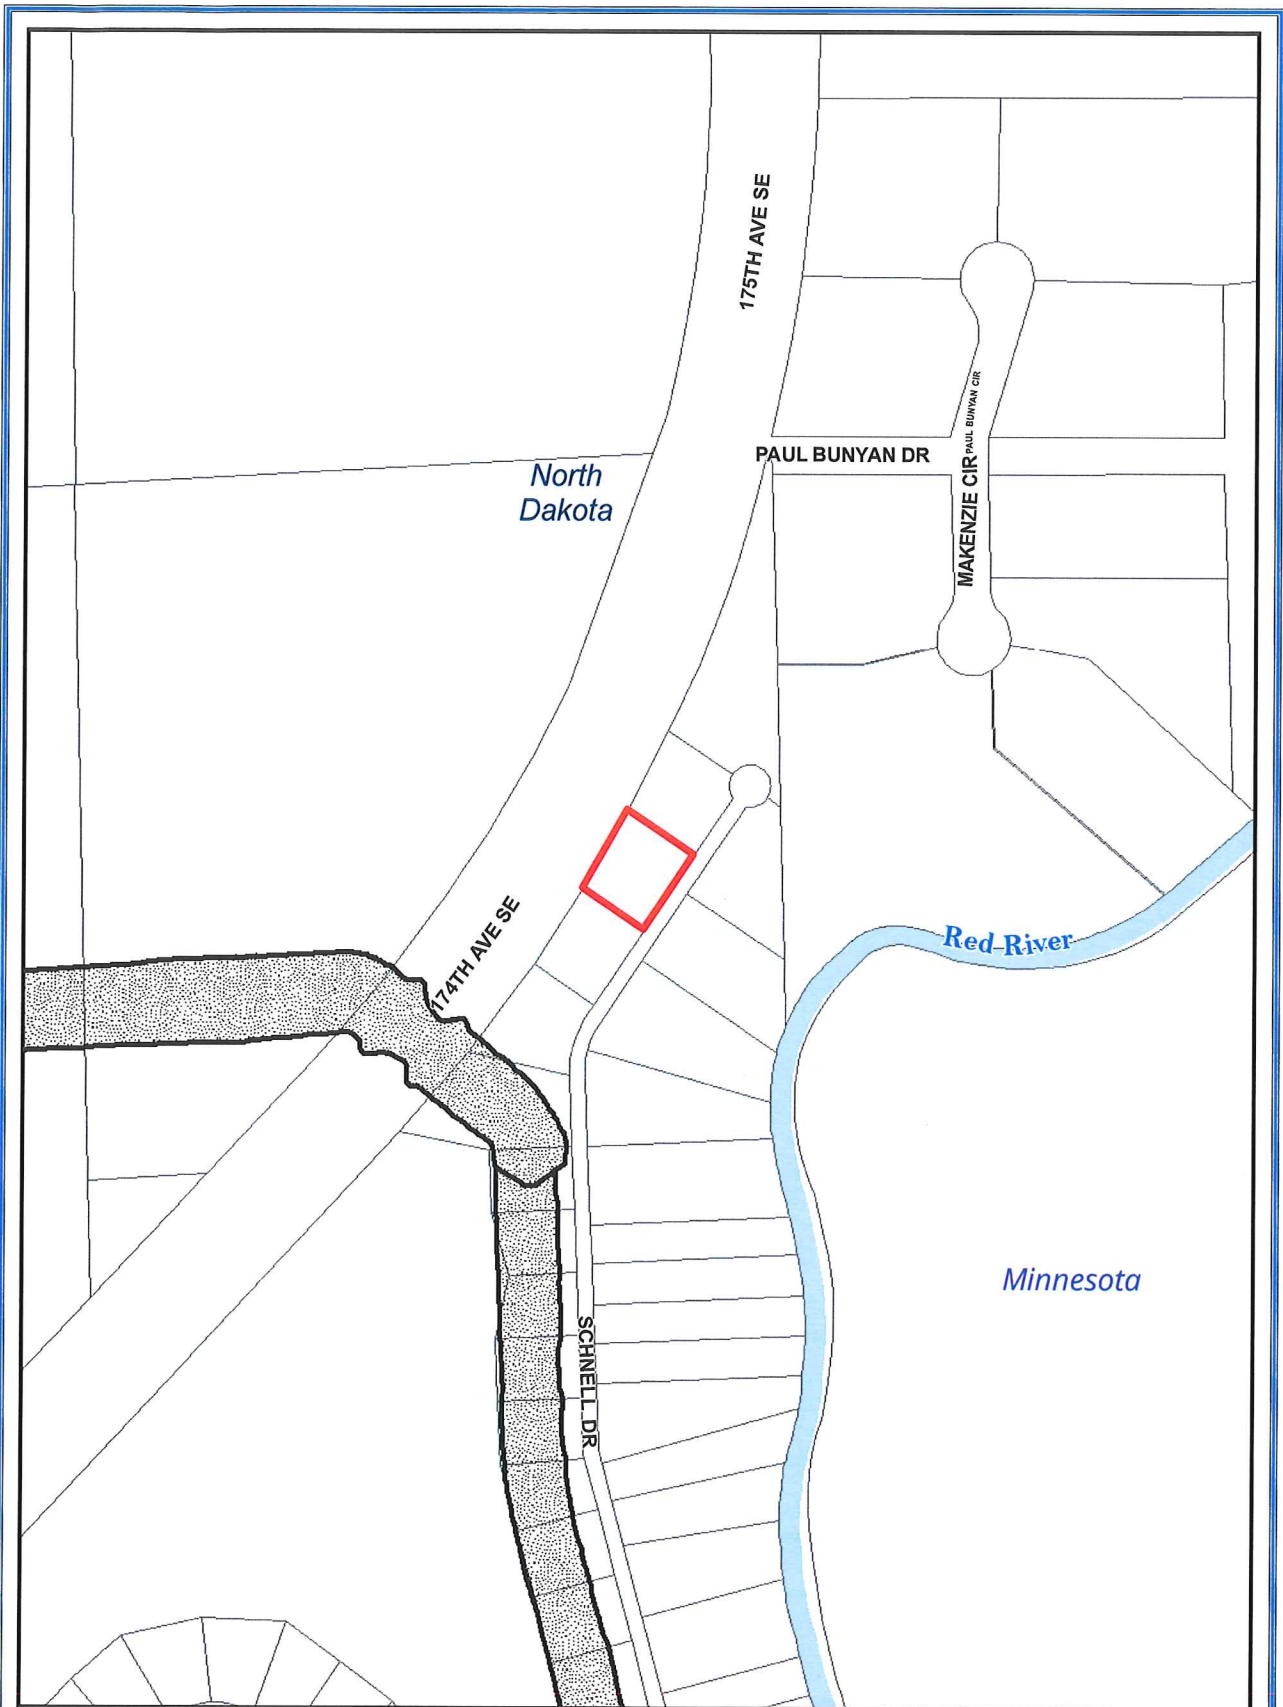 175TH AVE SE
PAUL BUNYAN CIR
PAUL BUNYAN DR
MAKENZIE CIR
North
Dakota
174TH AVE SE
Red River
Minnesota
SCHNELL DR